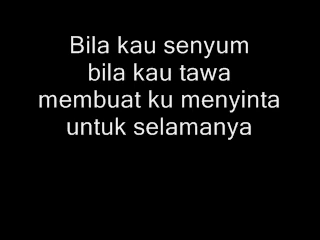 Bila kau senyum
bila kau tawa
membuat ku menyinta
untuk selamanya